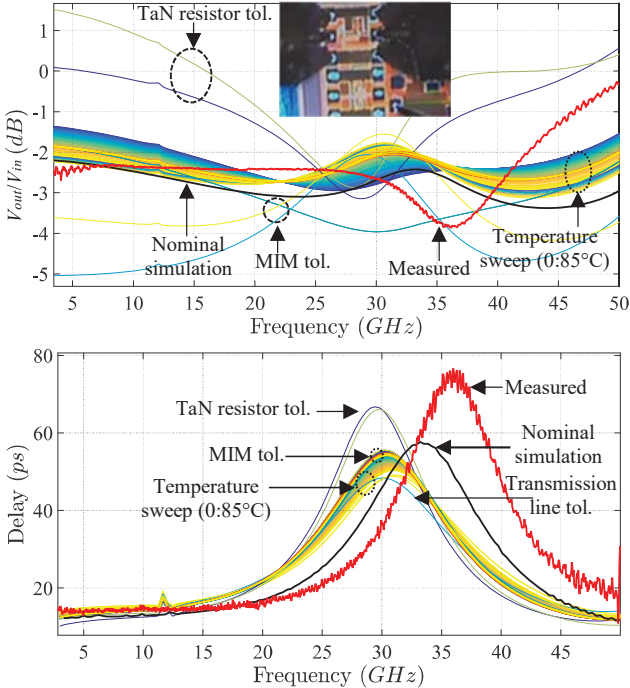 TaN resistor tol.
2
1
0
-1
-2
-3
-4
-5
Vout/Vin (dB)
Nominal
simulation
MIM tol.
Measured
Temperature
sweep (0:85°C)
5
10
15
20
25
30
35
40
45
50
Frequency (GHz)
80
60
40
20
Delay (ps)
TaN resistor tol.
MIM tol.
Temperature
sweep (0:85°C)
Measured
Nominal
simulation
Transmission
line tol.
5
10
15
20
25
30
35
40
45
Frequency (GHz)